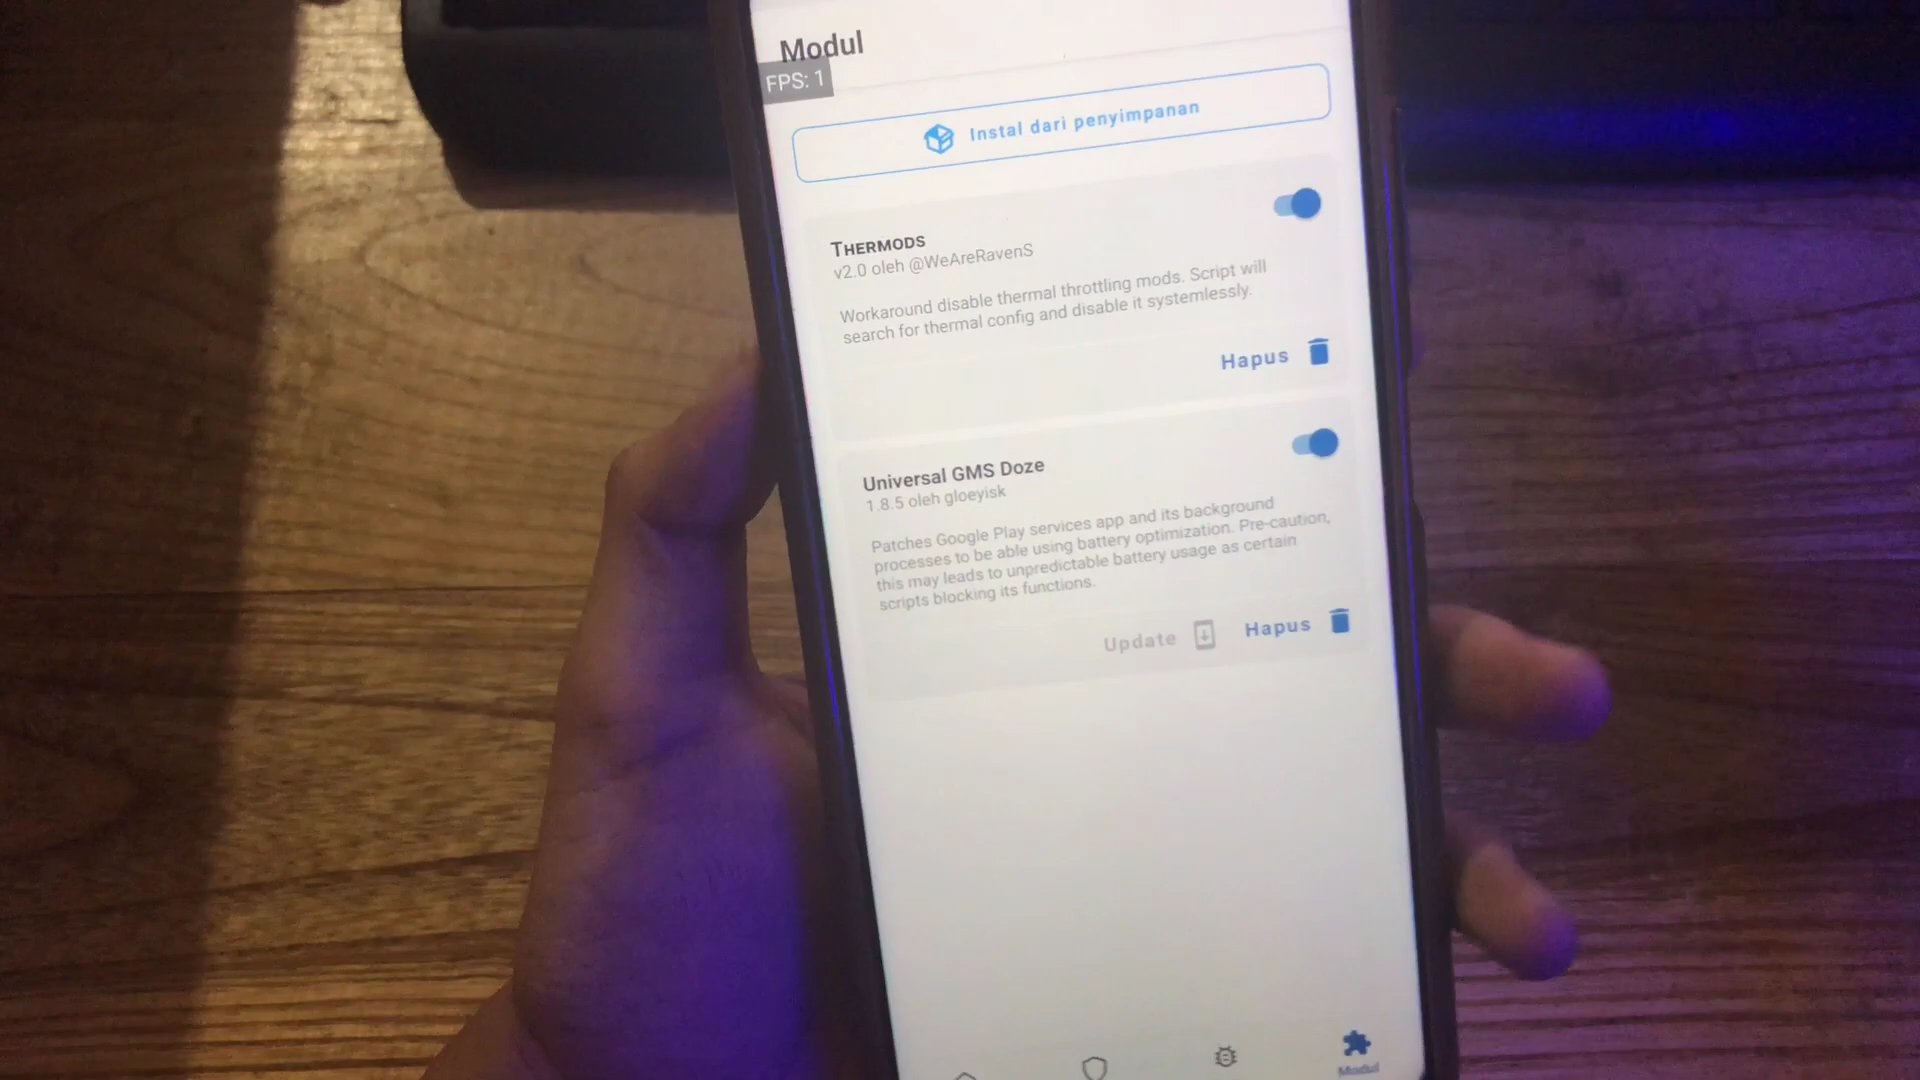 Modul
FPS: 1
Instal dari penyimpanan
THERMODS
v2.0 oleh @WeAreRavenS
Workaround disable thermal throttling mods. Script will
search for thermal config and disable it systemlessly.
Hapus
Universal GMS Doze
1.8.5 oleh gloeyisk
Patches Google Play services app and its background
processes to be able using battery optimization. Pre-caution,
this may leads to unpredictable battery usage as certain
scripts blocking its functions.
Update
Hapus
Modul